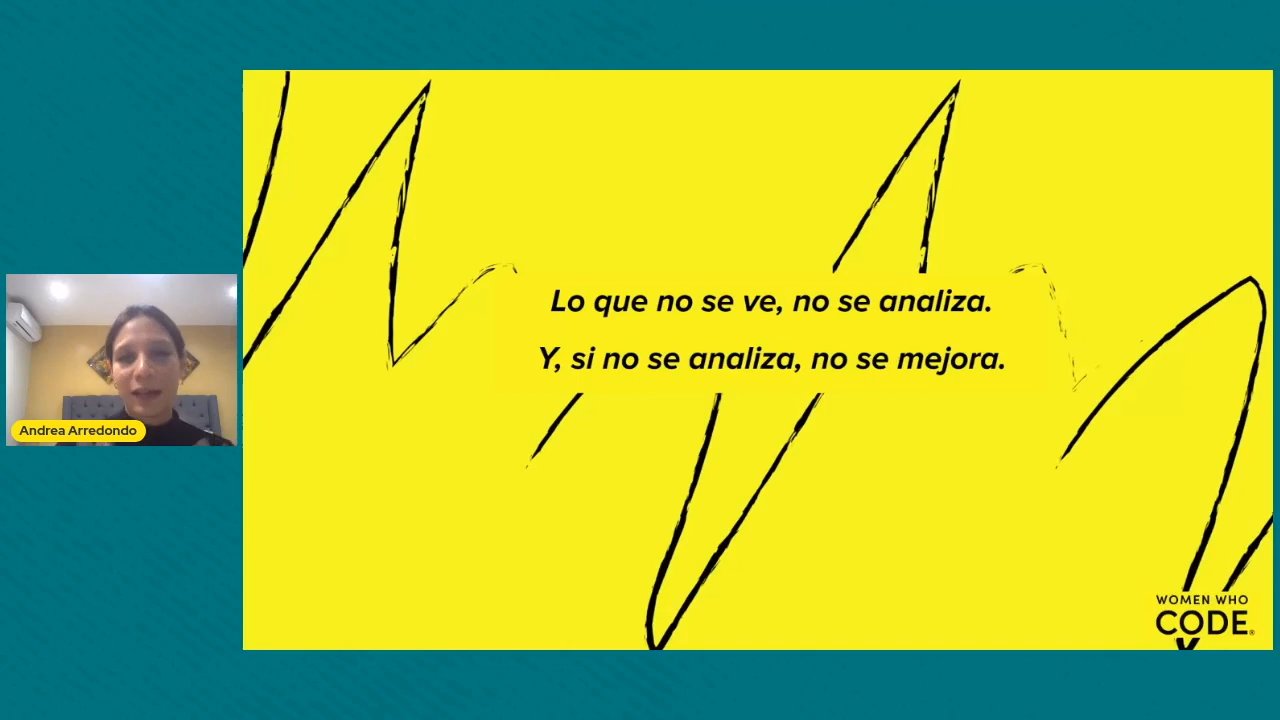 Lo que no se ve, no se analiza.
Y, si no se analiza, no se mejora.
Andrea Arredondo
WOMEN WHO
CODE®